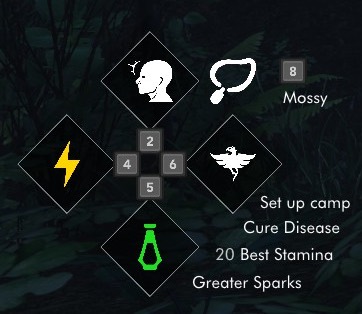 8
Mossy
2
4 6
5
Set up camp
Cure Disease
20 Best Stamina
Greater Sparks